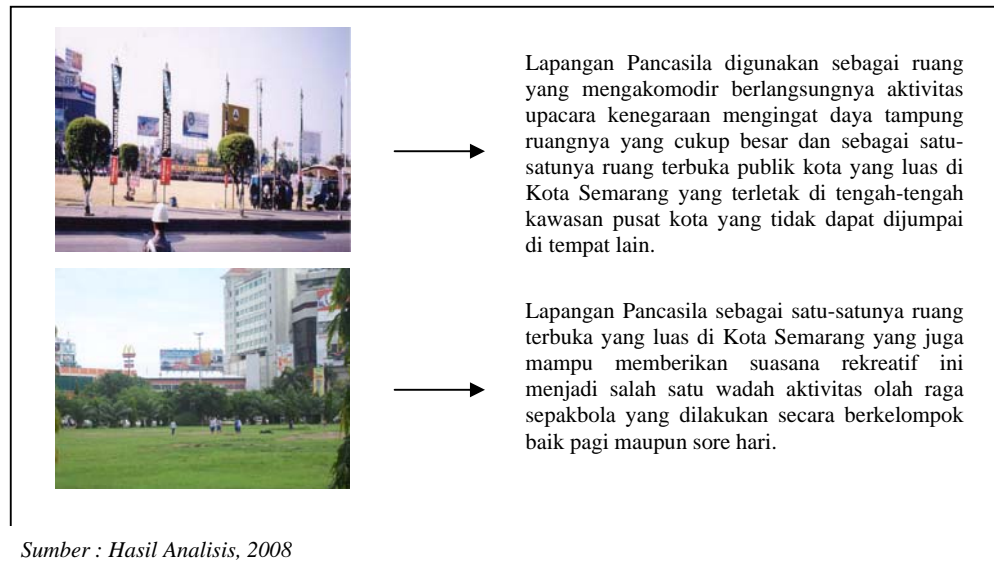 Lapangan Pancasila digunakan sebagai ruang
yang mengakomodir berlangsungnya aktivitas
upacara kenegaraan mengingat daya tampung
ruangnya yang cukup besar dan sebagai satu-
satunya ruang terbuka publik kota yang luas di
Kota Semarang yang terletak di tengah-tengah
kawasan pusat kota yang tidak dapat dijumpai
di tempat lain.
Lapangan Pancasila sebagai satu-satunya ruang
terbuka yang luas di Kota Semarang yang juga
mampu memberikan suasana rekreatif ini
menjadi salah satu wadah aktivitas olah raga
sepakbola yang dilakukan secara berkelompok
baik pagi maupun sore hari.
Sumber : Hasil Analisis, 2008